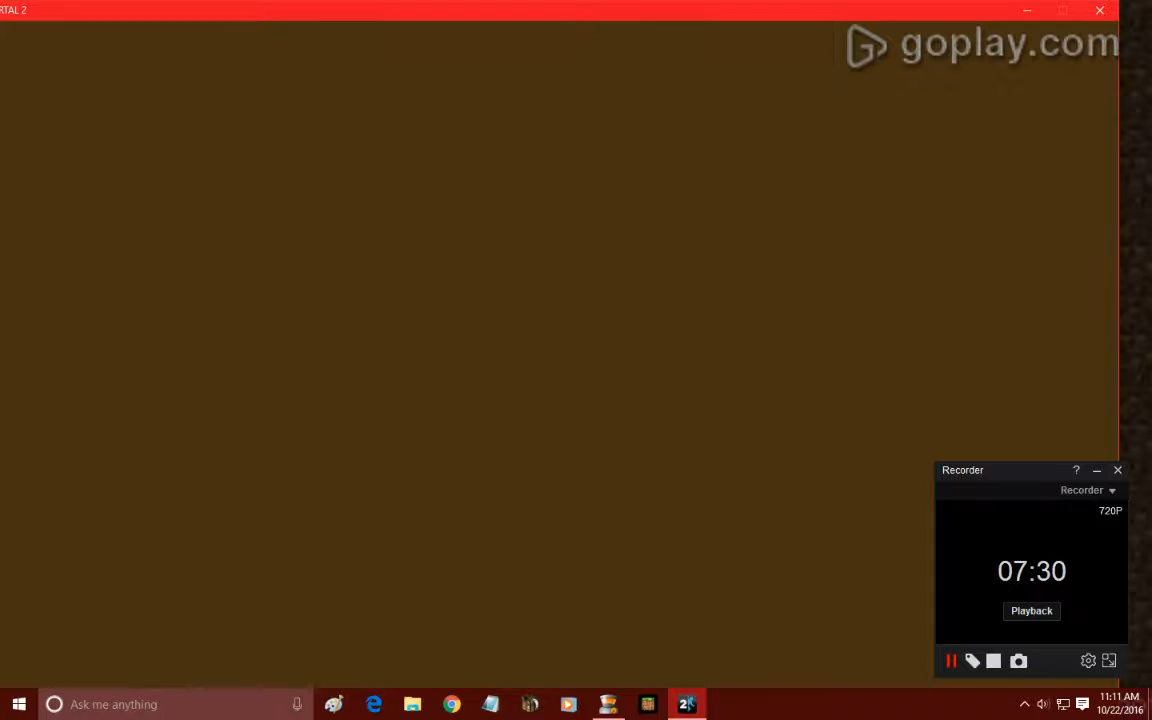 RTAL 2
goplay.com
Recorder
?
Recorder
720P
07:30
Playback
Ask me anything
2
11:11 AM
10/22/2016